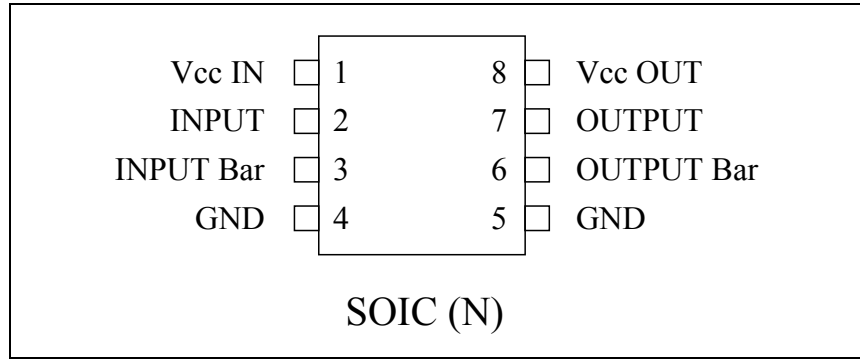 Vcc IN 1 8 Vcc OUT
INPUT 2 7 OUTPUT
INPUT Bar 3 6 OUTPUT Bar
GND 4 5 GND
SOIC (N)